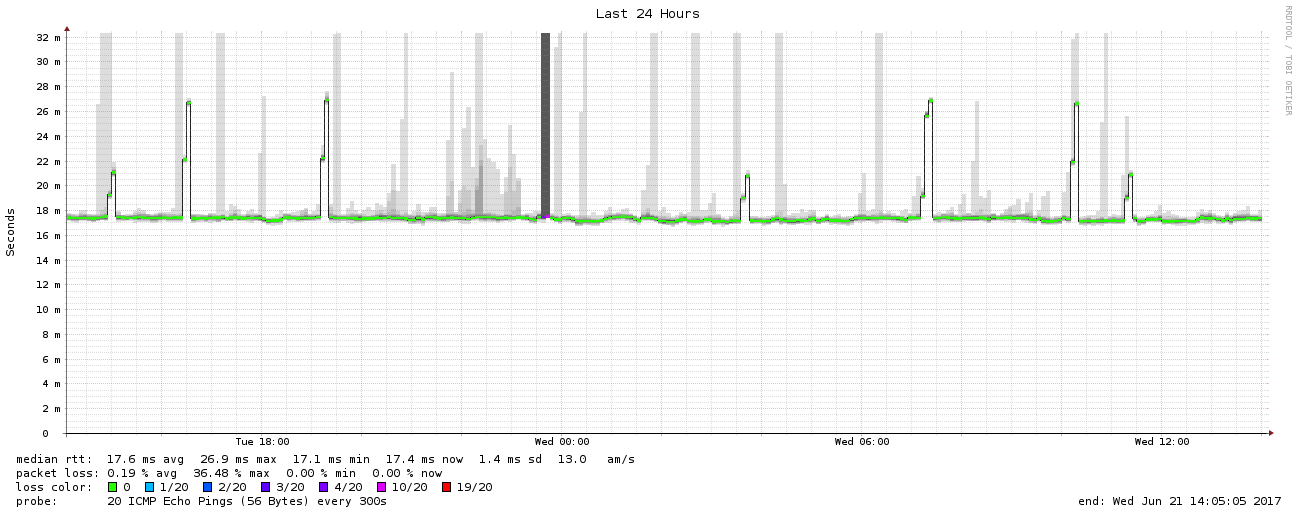 Last 24 Hours
RRDTOOL / TOBI OETIKER
Seconds
32 m
30 m
28 m
26 m
24 m
22 m
20 m
18 m
16 m
14 m
12 m
10 m
8 m
6 m
4 m
2 m
0
Tue 18:00 Wed 00:00 Wed 06:00 Wed 12:00
median rtt: 17.6 ms avg 26.9 ms max 17.1 ms min 17.4 ms now 1.4 ms sd 13.0 am/s
packet loss: 0.19 % avg 36.48 % max 0.00 % min 0.00 % now
loss color: 0 1/20 2/20 3/20 4/20 10/20 19/20
probe: 20 ICMP Echo Pings (56 Bytes) every 300s end: Wed Jun 21 14:05:05 2017